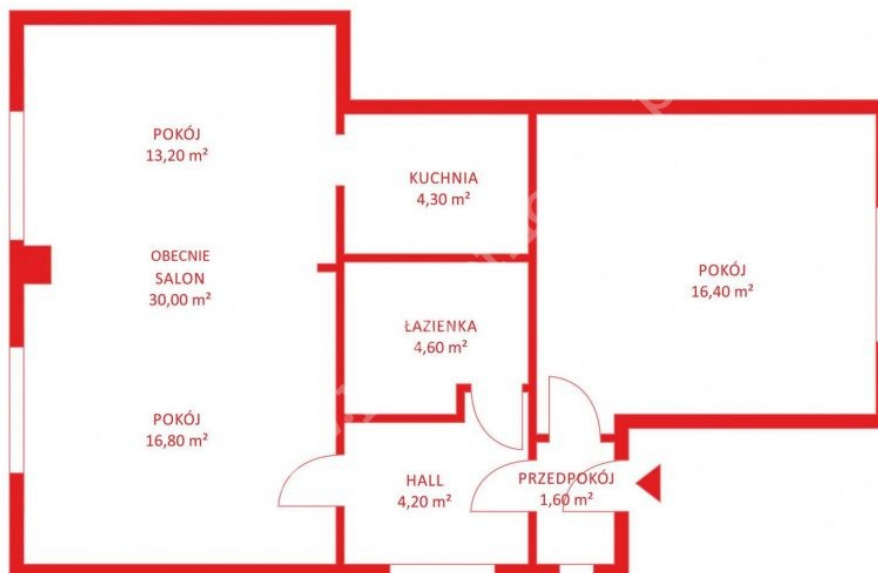 POKÓJ
13,20 m²
KUCHNIA
4,30 m²
OBECNIE
SALON
30,00 m²
POKÓJ
16,40 m²
ŁAZIENKA
4,60 m²
POKÓJ
16,80 m²
HALL
4,20 m²
PRZEDPOKÓJ
1,60 m²